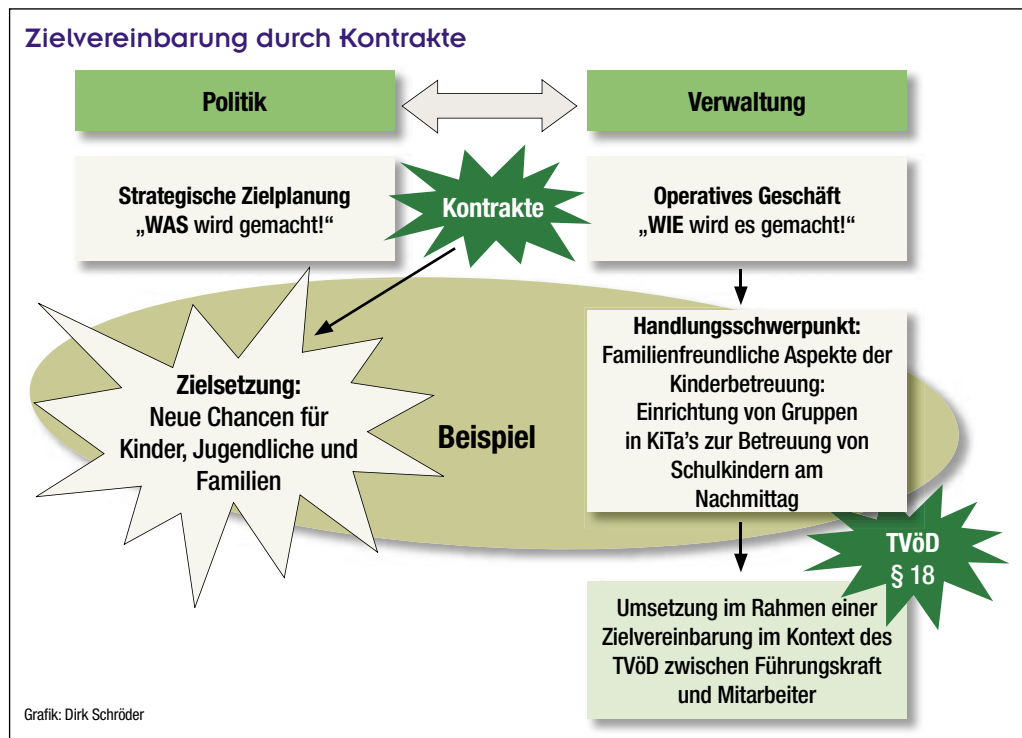 Zielvereinbarung durch Kontrakte
Politik
Verwaltung
Strategische Zielplanung
„WAS wird gemacht!“
Kontrakte
Operatives Geschäft
„WIE wird es gemacht!“
Zielsetzung:
Neue Chancen für
Kinder, Jugendliche und
Familien
Beispiel
Handlungsschwerpunkt:
Familienfreundliche Aspekte der
Kinderbetreuung:
Einrichtung von Gruppen
in KiTa's zur Betreuung von
Schulkindern am
Nachmittag
TVöD
§ 18
Umsetzung im Rahmen einer
Zielvereinbarung im Kontext des
TVöD zwischen Führungskraft
und Mitarbeiter
Grafik: Dirk Schröder